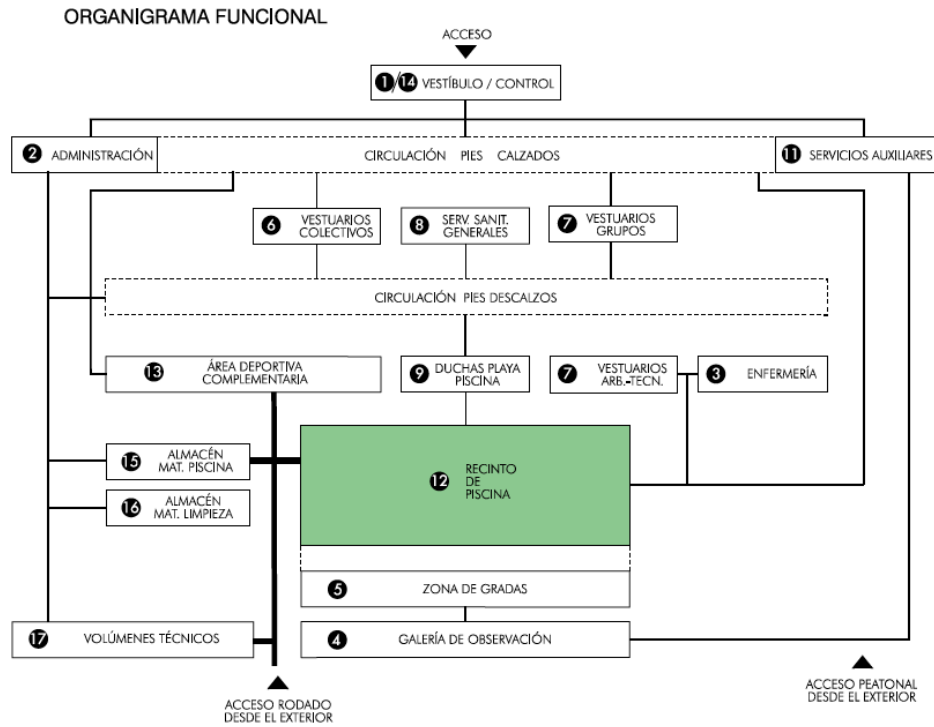 ORGANIGRAMA FUNCIONAL
ACCESO
1/14 VESTÍBULO / CONTROL
2 ADMINISTRACIÓN
CIRCULACIÓN PIES CALZADOS
11 SERVICIOS AUXILIARES
6 VESTUARIOS
COLECTIVOS
8 SERV. SANIT.
GENERALES
7 VESTUARIOS
GRUPOS
CIRCULACIÓN PIES DESCALZOS
13 ÁREA DEPORTIVA
COMPLEMENTARIA
9 DUCHAS PLAYA
PISCINA
7 VESTUARIOS
ARB.-TECN.
3 ENFERMERÍA
15 ALMACÉN
MAT. PISCINA
12 RECINTO
DE
PISCINA
16 ALMACÉN
MAT. LIMPIEZA
5 ZONA DE GRADAS
17 VOLÚMENES TÉCNICOS
4 GALERÍA DE OBSERVACIÓN
ACCESO RODADO
DESDE EL EXTERIOR
ACCESO PEATONAL
DESDE EL EXTERIOR